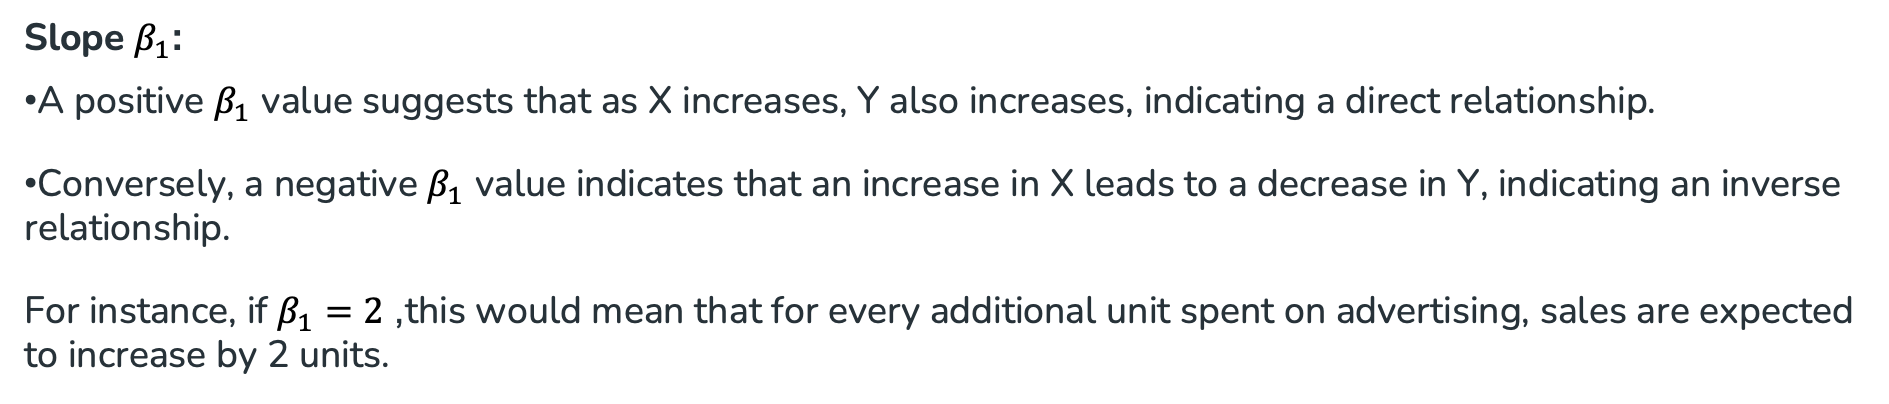 Slope β₁:
•A positive β₁ value suggests that as X increases, Y also increases, indicating a direct relationship.
•Conversely, a negative β₁ value indicates that an increase in X leads to a decrease in Y, indicating an inverse
relationship.
For instance, if β₁ = 2 ,this would mean that for every additional unit spent on advertising, sales are expected
to increase by 2 units.